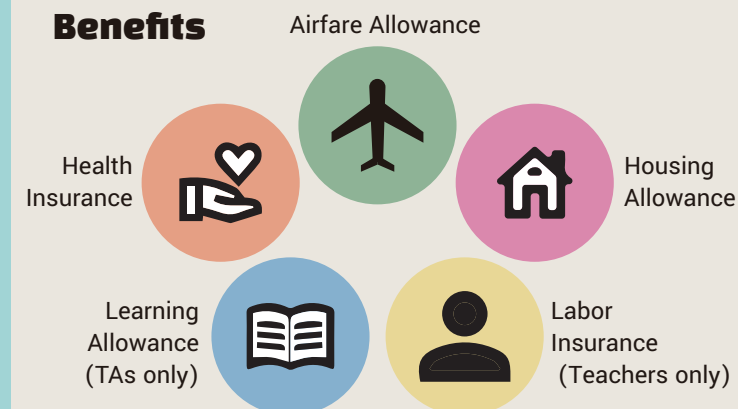 Benefits
Airfare Allowance
Health
Insurance
Housing
Allowance
Learning
Allowance
(TAs only)
Labor
Insurance
(Teachers only)